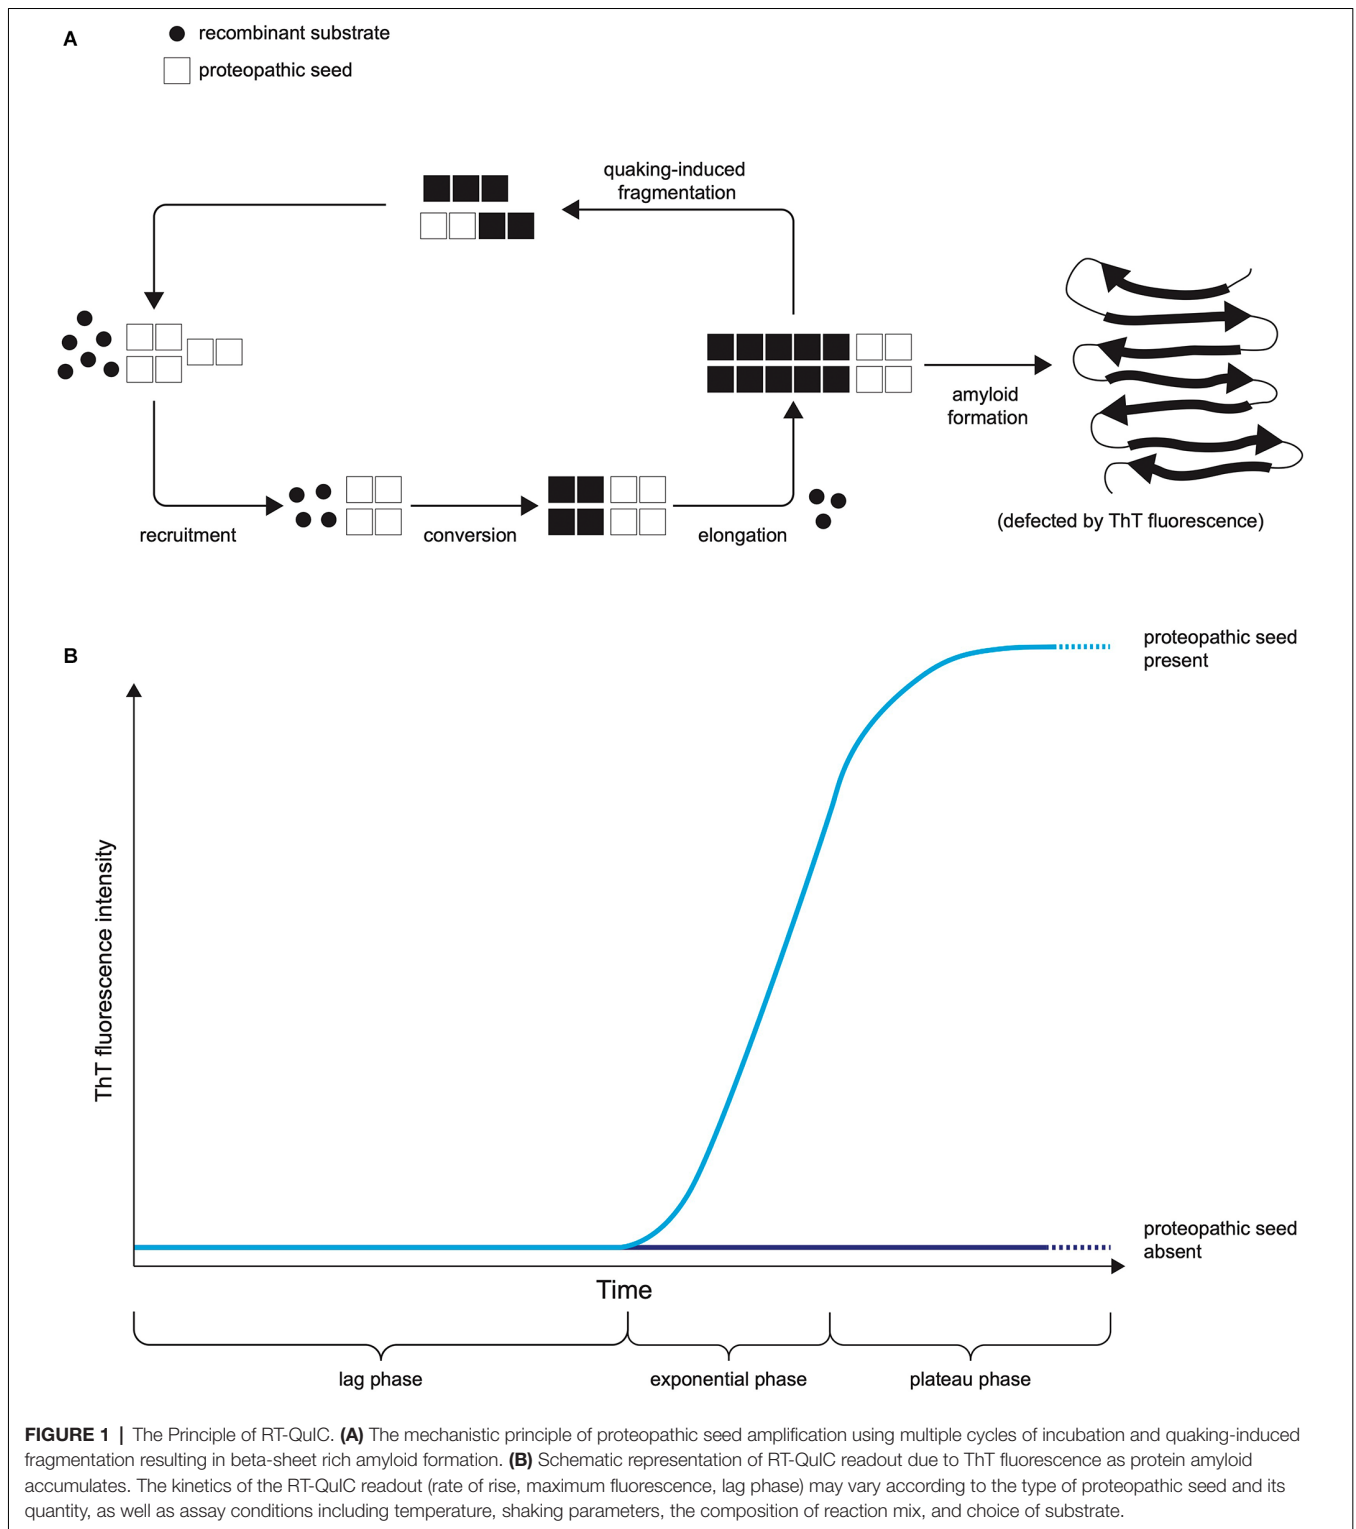 A
recombinant substrate
proteopathic seed
quaking-induced
fragmentation
amyloid
formation
(defected by ThT fluorescence)
recruitment
conversion
elongation
B
proteopathic seed
present
ThT fluorescence intensity
proteopathic seed
absent
Time
lag phase
exponential phase
plateau phase
FIGURE 1 | The Principle of RT-QuIC. (A) The mechanistic principle of proteopathic seed amplification using multiple cycles of incubation and quaking-induced
fragmentation resulting in beta-sheet rich amyloid formation. (B) Schematic representation of RT-QuIC readout due to ThT fluorescence as protein amyloid
accumulates. The kinetics of the RT-QuIC readout (rate of rise, maximum fluorescence, lag phase) may vary according to the type of proteopathic seed and its
quantity, as well as assay conditions including temperature, shaking parameters, the composition of reaction mix, and choice of substrate.